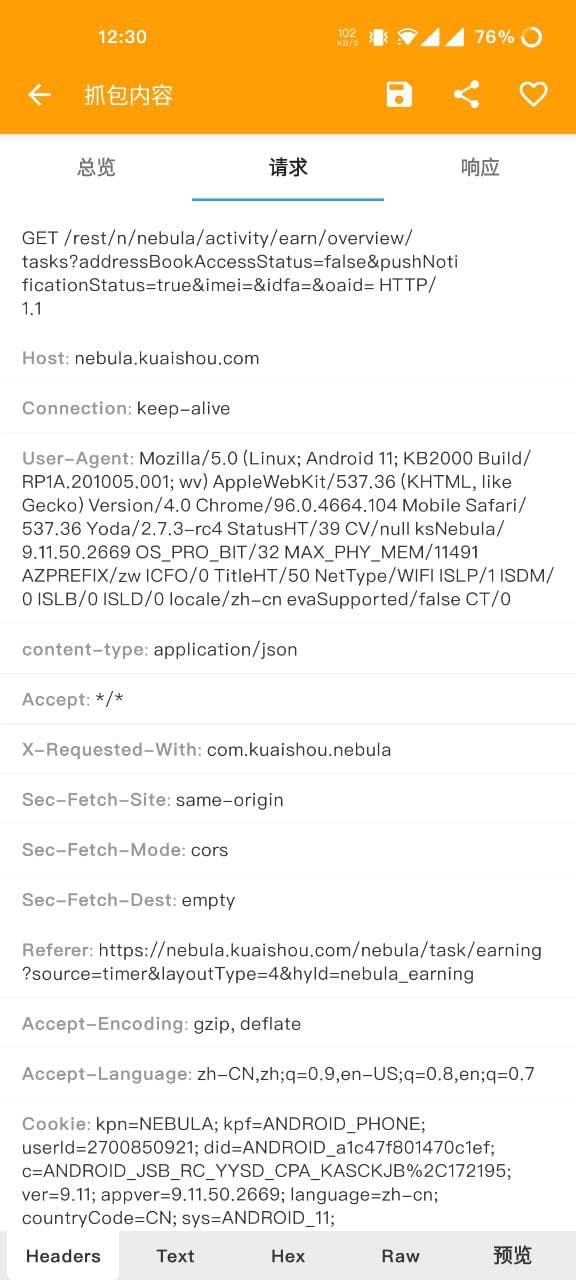 12:30
102
KB/S
76%
抓包内容
总览
请求
响应
GET /rest/n/nebula/activity/earn/overview/
tasks?addressBookAccessStatus=false&pushNoti
ficationStatus=true&imei=&idfa=&oaid= HTTP/
1.1
Host: nebula.kuaishou.com
Connection: keep-alive
User-Agent: Mozilla/5.0 (Linux; Android 11; KB2000 Build/
RP1A.201005.001; wv) AppleWebKit/537.36 (KHTML, like
Gecko) Version/4.0 Chrome/96.0.4664.104 Mobile Safari/
537.36 Yoda/2.7.3-rc4 StatusHT/39 CV/null ksNebula/
9.11.50.2669 OS_PRO_BIT/32 MAX_PHY_MEM/11491
AZPREFIX/zw ICFO/0 TitleHT/50 NetType/WIFI ISLP/1 ISDM/
0 ISLB/0 ISLD/0 locale/zh-cn evaSupported/false CT/0
content-type: application/json
Accept: */*
X-Requested-With: com.kuaishou.nebula
Sec-Fetch-Site: same-origin
Sec-Fetch-Mode: cors
Sec-Fetch-Dest: empty
Referer: https://nebula.kuaishou.com/nebula/task/earning
?source=timer&layoutType=4&hyId=nebula_earning
Accept-Encoding: gzip, deflate
Accept-Language: zh-CN,zh;q=0.9,en-US;q=0.8,en;q=0.7
Cookie: kpn=NEBULA; kpf=ANDROID_PHONE;
userId=2700850921; did=ANDROID_a1c47f801470c1ef;
c=ANDROID_JSB_RC_YYSD_CPA_KASCKJB%2C172195;
ver=9.11; appver=9.11.50.2669; language=zh-cn;
countryCode=CN; sys=ANDROID_11;
Headers
Text
Hex
Raw
预览